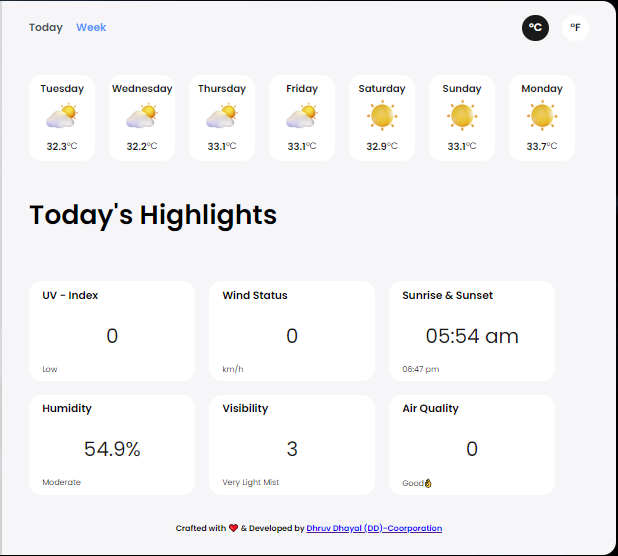 Today Week °C °F
Tuesday Wednesday Thursday Friday Saturday Sunday Monday
32.3°C 32.2°C 33.1°C 33.1°C 32.9°C 33.1°C 33.7°C
Today's Highlights
UV - Index Wind Status Sunrise & Sunset
0 0 05:54 am
Low km/h 06:47 pm
Humidity Visibility Air Quality
54.9% 3 0
Moderate Very Light Mist Good👌
Crafted with ❤️ & Developed by Dhruv Dhayal (DD)-Coorporation